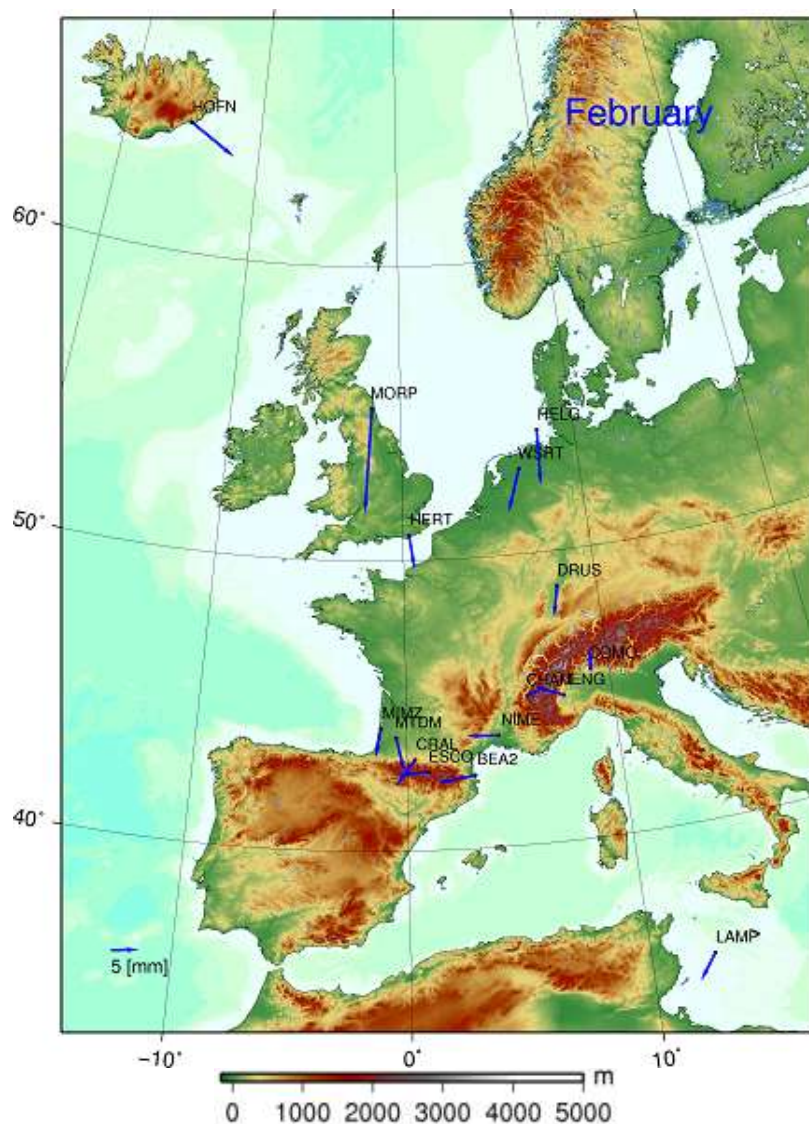 HOFN
February
60°
MORP
HELG
WSRT
50°
HERT
DRUS
COMO
MIMZ
MTDM
NIME
CRAL
ESCO
BEA2
40°
LAMP
5 [mm]
−10°
0°
10°
m
0
1000
2000
3000
4000
5000